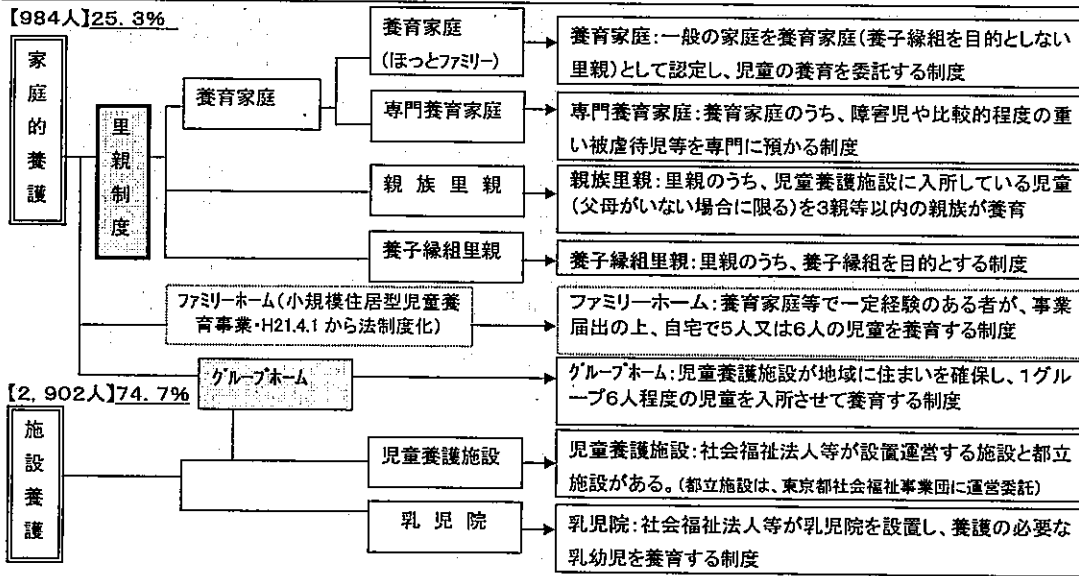 【984人】25.3%
家庭的養護
里親制度
養育家庭
養育家庭
(ほっとファミリー)
養育家庭:一般の家庭を養育家庭(養子縁組を目的としない
里親)として認定し、児童の養育を委託する制度
専門養育家庭
専門養育家庭:養育家庭のうち、障害児や比較的程度の重
い被虐待児等を専門に預かる制度
親族里親
親族里親:里親のうち、児童養護施設に入所している児童
(父母がいない場合に限る)を3親等以内の親族が養育
養子縁組里親
養子縁組里親:里親のうち、養子縁組を目的とする制度
ファミリーホーム(小規模住居型児童養
育事業・H21.4.1から法制度化)
ファミリーホーム:養育家庭等で一定経験のある者が、事業
届出の上、自宅で5人又は6人の児童を養育する制度
グループホーム
グループホーム:児童養護施設が地域に住まいを確保し、1グル
ープ6人程度の児童を入所させて養育する制度
【2,902人】74.7%
施設養護
児童養護施設
児童養護施設:社会福祉法人等が設置運営する施設と都立
施設がある。(都立施設は、東京都社会福祉事業団に運営委託)
乳児院
乳児院:社会福祉法人等が乳児院を設置し、養護の必要な
乳幼児を養育する制度